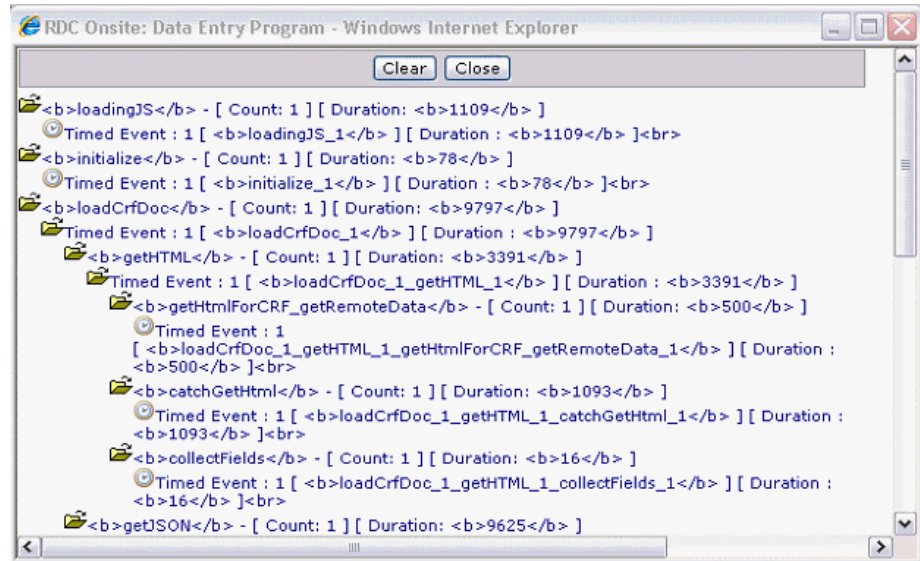 RDC Onsite: Data Entry Program - Windows Internet Explorer
Clear Close
<b>loadingJS</b> - [ Count: 1 ] [ Duration: <b>1109</b> ]
Timed Event : 1 [ <b>loadingJS_1</b> ] [ Duration : <b>1109</b> ]<br>
<b>initialize</b> - [ Count: 1 ] [ Duration: <b>78</b> ]
Timed Event : 1 [ <b>initialize_1</b> ] [ Duration : <b>78</b> ]<br>
<b>loadCrfDoc</b> - [ Count: 1 ] [ Duration: <b>9797</b> ]
Timed Event : 1 [ <b>loadCrfDoc_1</b> ] [ Duration : <b>9797</b> ]
<b>getHTML</b> - [ Count: 1 ] [ Duration: <b>3391</b> ]
Timed Event : 1 [ <b>loadCrfDoc_1_getHTML_1</b> ] [ Duration : <b>3391</b> ]
<b>getHtmlForCRF_getRemoteData</b> - [ Count: 1 ] [ Duration: <b>500</b> ]
Timed Event : 1
[ <b>loadCrfDoc_1_getHTML_1_getHtmlForCRF_getRemoteData_1</b> ] [ Duration :
<b>500</b> ]<br>
<b>catchGetHtml</b> - [ Count: 1 ] [ Duration: <b>1093</b> ]
Timed Event : 1 [ <b>loadCrfDoc_1_getHTML_1_catchGetHtml_1</b> ] [ Duration :
<b>1093</b> ]<br>
<b>collectFields</b> - [ Count: 1 ] [ Duration: <b>16</b> ]
Timed Event : 1 [ <b>loadCrfDoc_1_getHTML_1_collectFields_1</b> ] [ Duration :
<b>16</b> ]<br>
<b>getJSON</b> - [ Count: 1 ] [ Duration: <b>9625</b> ]